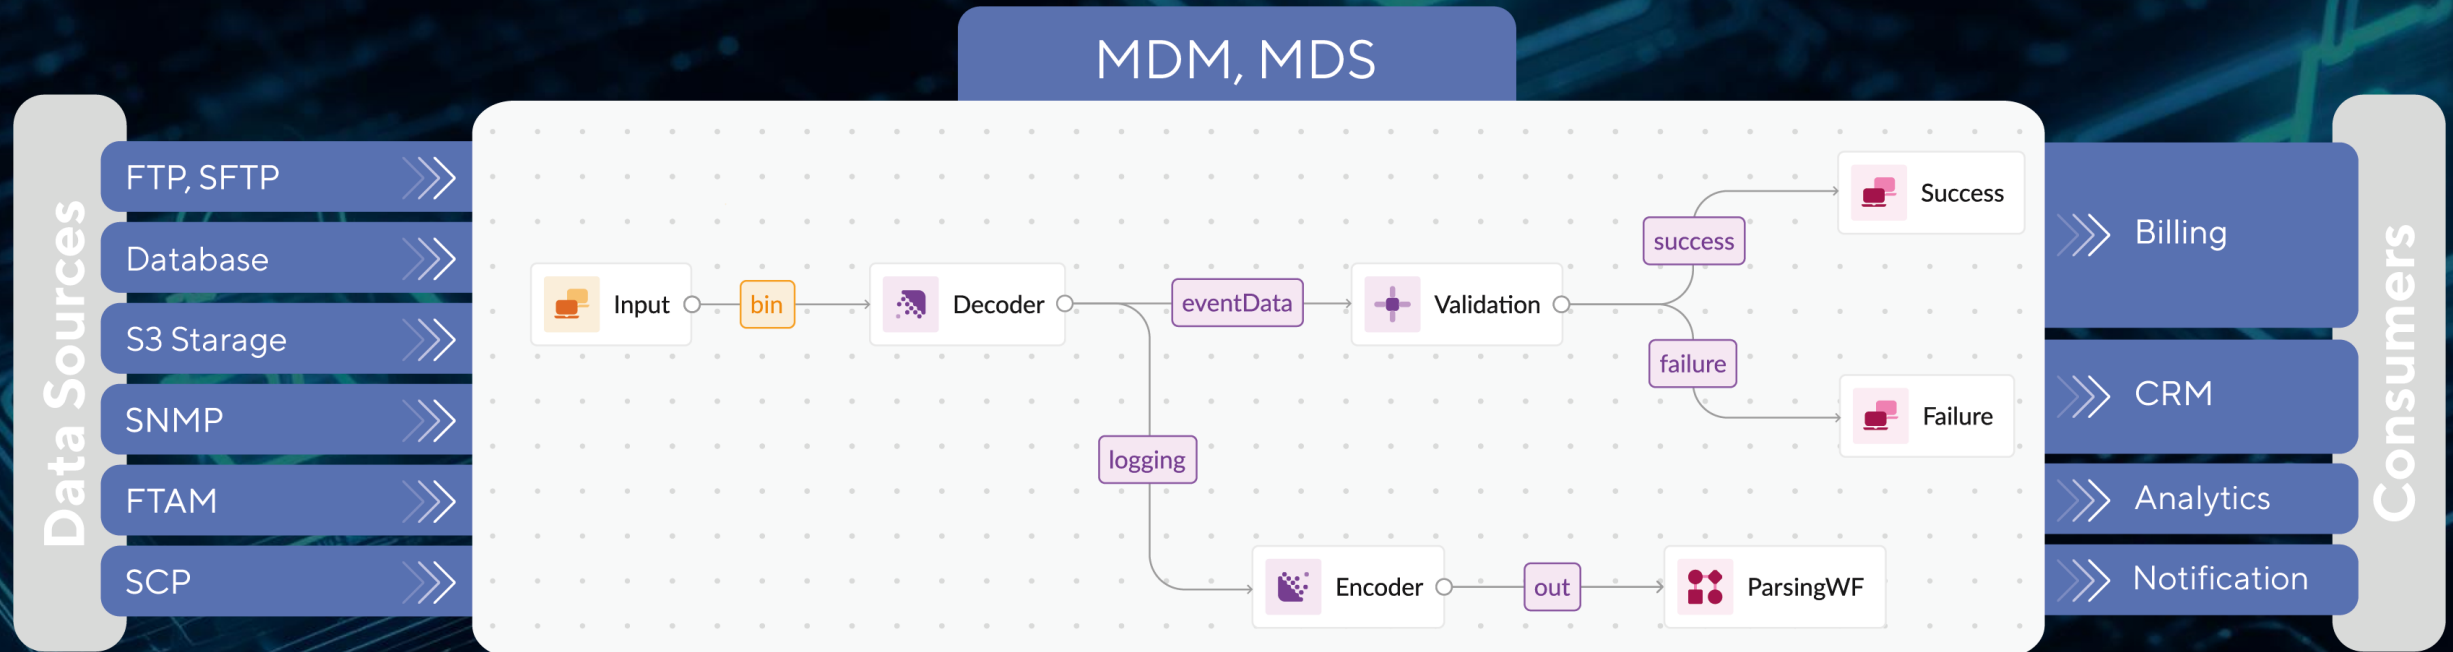 MDM, MDS
Data Sources
FTP, SFTP
Database
S3 Starage
SNMP
FTAM
SCP
Input
bin
Decoder
eventData
Validation
success
Success
failure
Failure
logging
Encoder
out
ParsingWF
Billing
CRM
Analytics
Notification
Consumers